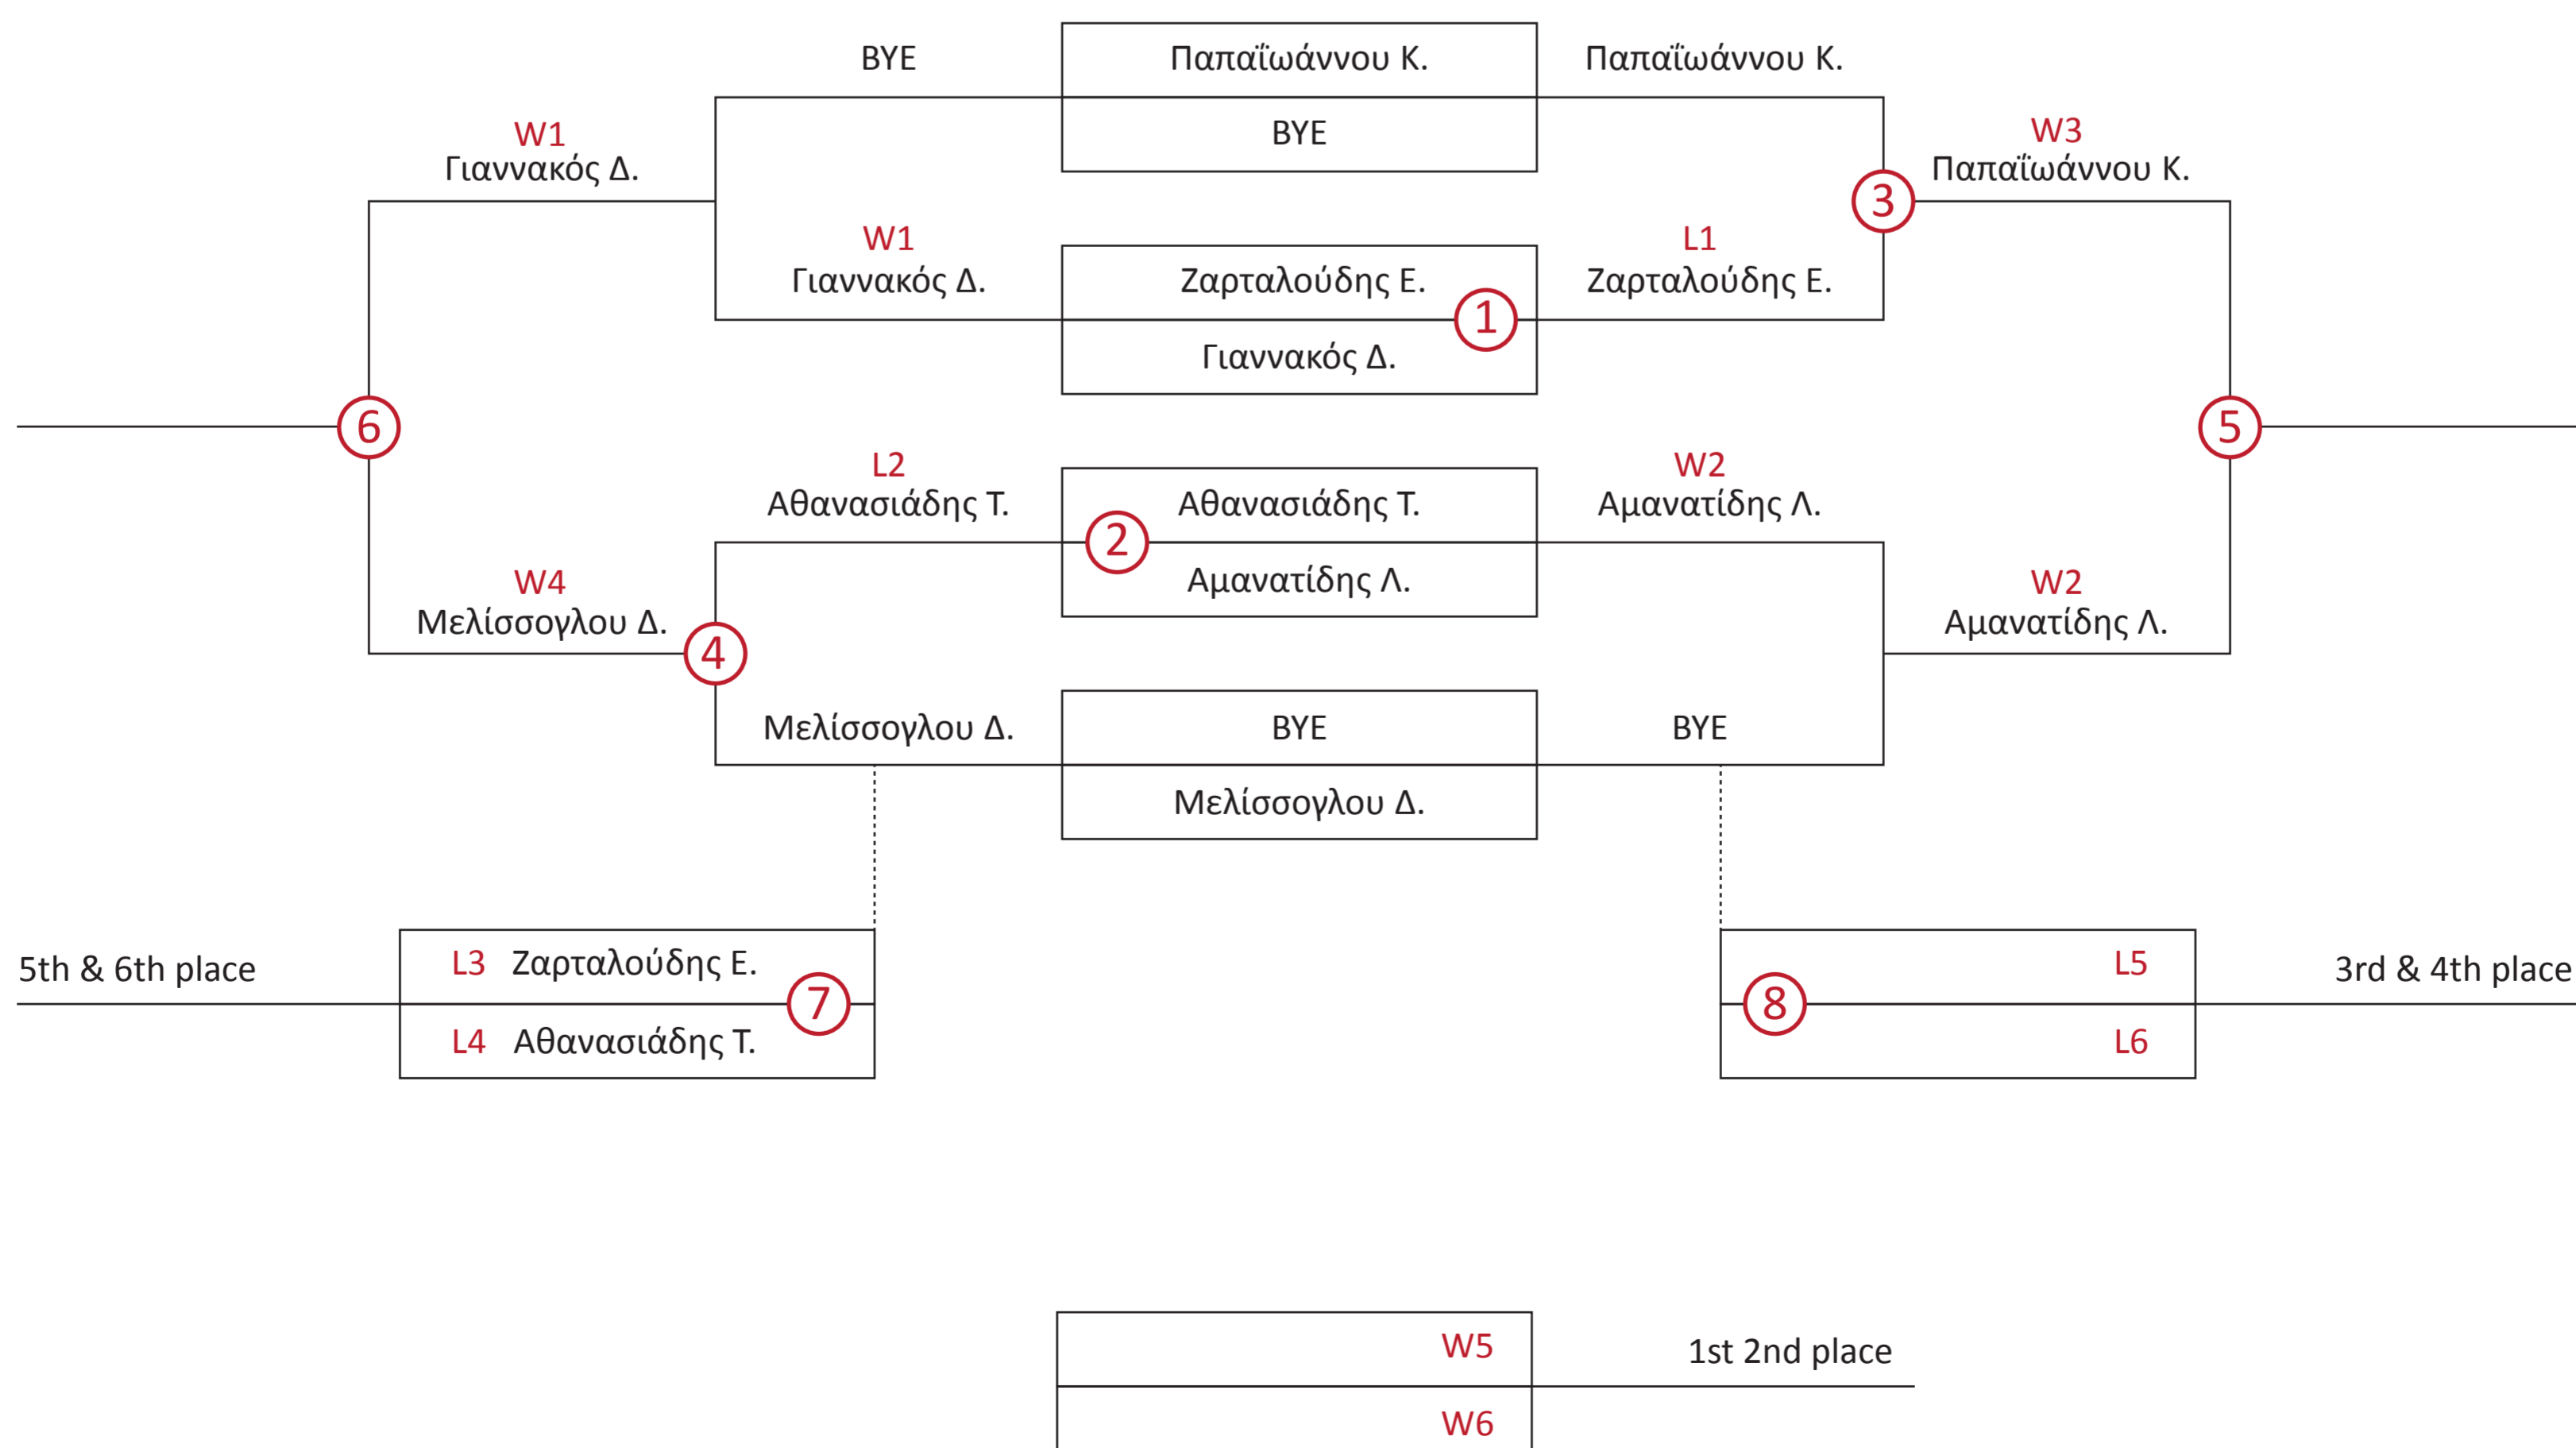 BYE
Παπαΐωάννου Κ.
Παπαΐωάννου Κ.
BYE
W1
Γιαννακός Δ.
W3
Παπαΐωάννου Κ.
3
W1
Γιαννακός Δ.
Ζαρταλούδης Ε.
1
Γιαννακός Δ.
L1
Ζαρταλούδης Ε.
6
5
L2
Αθανασιάδης Τ.
Αθανασιάδης Τ.
2
Αμανατίδης Λ.
W2
Αμανατίδης Λ.
W4
Μελίσσογλου Δ.
4
W2
Αμανατίδης Λ.
Μελίσσογλου Δ.
BYE
BYE
Μελίσσογλου Δ.
5th & 6th place
L3 Ζαρταλούδης Ε.
7
L4 Αθανασιάδης Τ.
L5
8
L6
3rd & 4th place
W5
1st 2nd place
W6